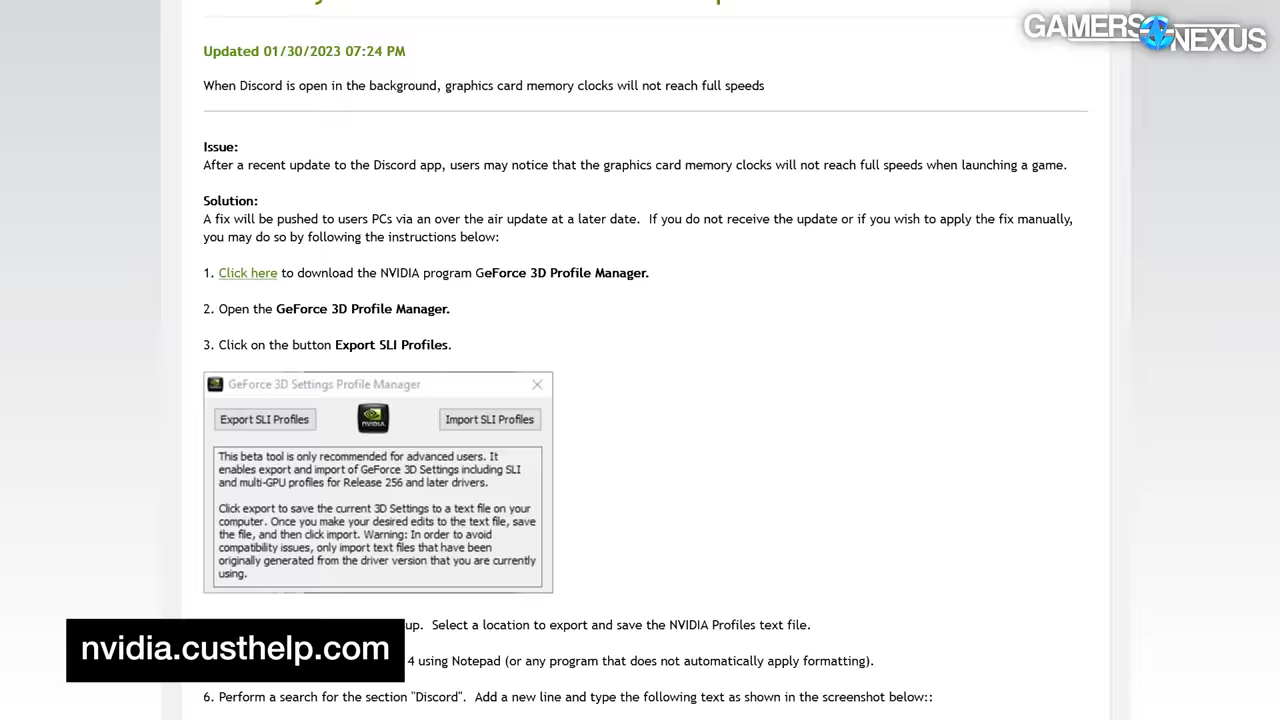 GAMERS NEXUS
Updated 01/30/2023 07:24 PM
When Discord is open in the background, graphics card memory clocks will not reach full speeds
Issue:
After a recent update to the Discord app, users may notice that the graphics card memory clocks will not reach full speeds when launching a game.
Solution:
A fix will be pushed to users PCs via an over the air update at a later date.  If you do not receive the update or if you wish to apply the fix manually,
you may do so by following the instructions below:
1. Click here to download the NVIDIA program GeForce 3D Profile Manager.
2. Open the GeForce 3D Profile Manager.
3. Click on the button Export SLI Profiles.
GeForce 3D Settings Profile Manager
Export SLI Profiles
NVIDIA
Import SLI Profiles
This beta tool is only recommended for advanced users. It
enables export and import of GeForce 3D Settings including SLI
and multi-GPU profiles for Release 256 and later drivers.
Click export to save the current 3D Settings to a text file on your
computer. Once you make your desired edits to the text file, save
the file, and then click import. Warning: In order to avoid
compatibility issues, only import text files that have been
originally generated from the driver version that you are currently
using.
up.  Select a location to export and save the NVIDIA Profiles text file.
nvidia.custhelp.com
4 using Notepad (or any program that does not automatically apply formatting).
6. Perform a search for the section "Discord".  Add a new line and type the following text as shown in the screenshot below::